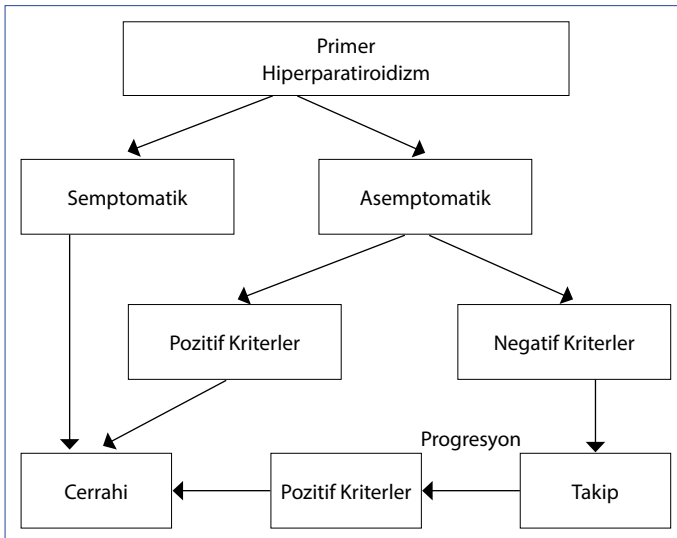 Primer
Hiperparatiroidizm
Semptomatik
Asemptomatik
Pozitif Kriterler
Negatif Kriterler
Progresyon
Cerrahi
Pozitif Kriterler
Takip